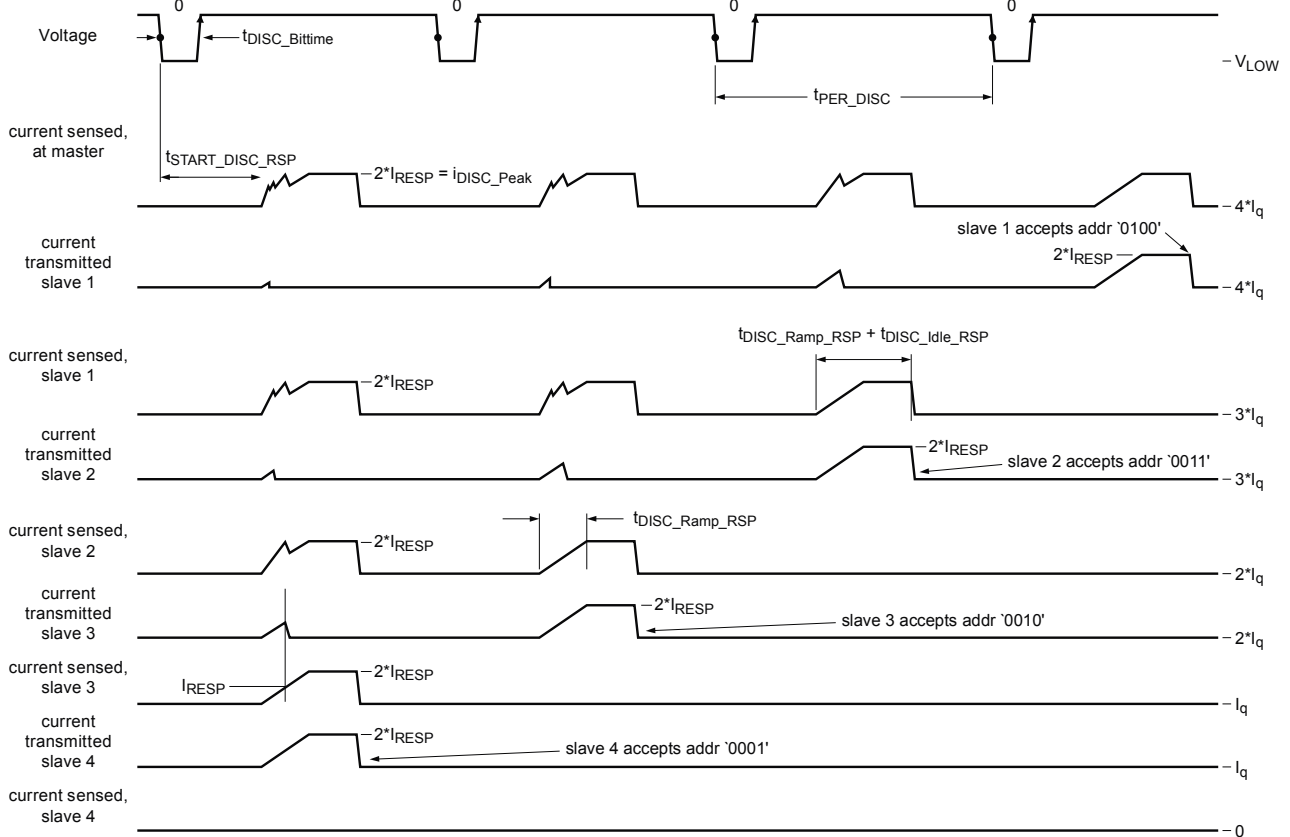 0 0 0 0
Voltage
tDISC_Bittime
VLOW
tPER_DISC
current sensed,
at master
tSTART_DISC_RSP
2*IRESP = iDISC_Peak
4*Iq
slave 1 accepts addr `0100'
current
transmitted
slave 1
2*IRESP
4*Iq
tDISC_Ramp_RSP + tDISC_Idle_RSP
current sensed,
slave 1
2*IRESP
3*Iq
current
transmitted
slave 2
2*IRESP
slave 2 accepts addr `0011'
3*Iq
tDISC_Ramp_RSP
current sensed,
slave 2
2*IRESP
2*Iq
current
transmitted
slave 3
2*IRESP
slave 3 accepts addr `0010'
2*Iq
current sensed,
slave 3
IRESP
2*IRESP
Iq
current
transmitted
slave 4
2*IRESP
slave 4 accepts addr `0001'
Iq
current sensed,
slave 4
0